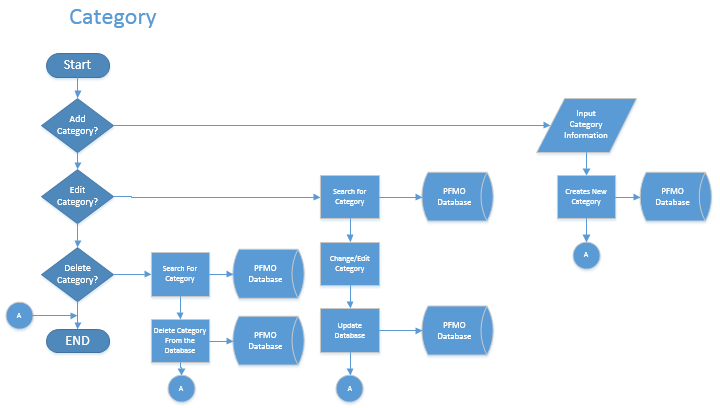 Category
Start
Add
Category?
Input
Category
Information
Edit
Category?
Search for
Category
PFMO
Database
Creates New
Category
PFMO
Database
A
Delete
Category?
Search For
Category
PFMO
Database
Change/Edit
Category
A
END
Delete Category
From the
Database
PFMO
Database
Update
Database
PFMO
Database
A
A